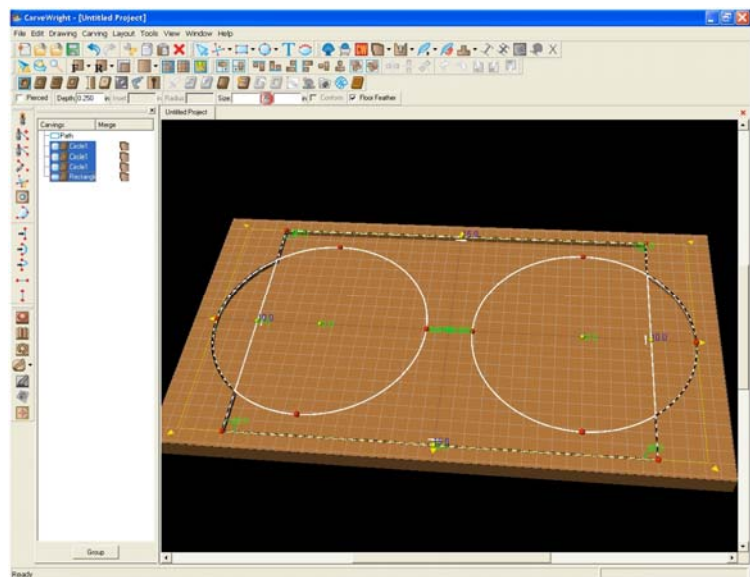 CarveWright - [Untitled Project]
File Edit Drawing Carving Layout Tools View Window Help
Pierced Depth: 0.250 in Inset in Radius Size in Conform Floor Feather
Untitled Project
Carvings Merge
Path
Circle1
Circle1
Circle1
Rectangl
Group
Ready